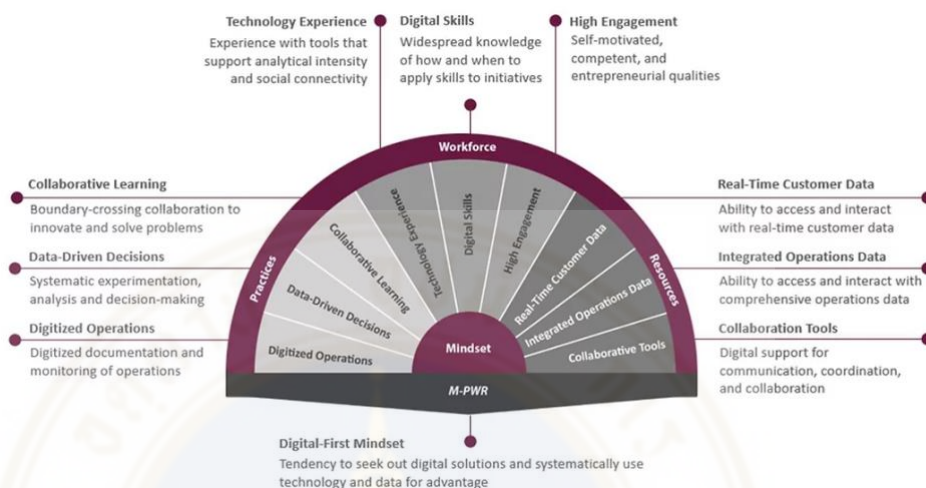 Technology Experience
Experience with tools that
support analytical intensity
and social connectivity
Digital Skills
Widespread knowledge
of how and when to
apply skills to initiatives
High Engagement
Self-motivated,
competent, and
entrepreneurial qualities
Collaborative Learning
Boundary-crossing collaboration to
innovate and solve problems
Data-Driven Decisions
Systematic experimentation,
analysis and decision-making
Digitized Operations
Digitized documentation and
monitoring of operations
Workforce
Practices
Resources
Digitized Operations
Data-Driven Decisions
Collaborative Learning
Technology Experience
Digital Skills
High Engagement
Real-Time Customer Data
Integrated Operations Data
Collaborative Tools
Mindset
M-PWR
Real-Time Customer Data
Ability to access and interact
with real-time customer data
Integrated Operations Data
Ability to access and interact with
comprehensive operations data
Collaboration Tools
Digital support for
communication, coordination,
and collaboration
Digital-First Mindset
Tendency to seek out digital solutions and systematically use
technology and data for advantage